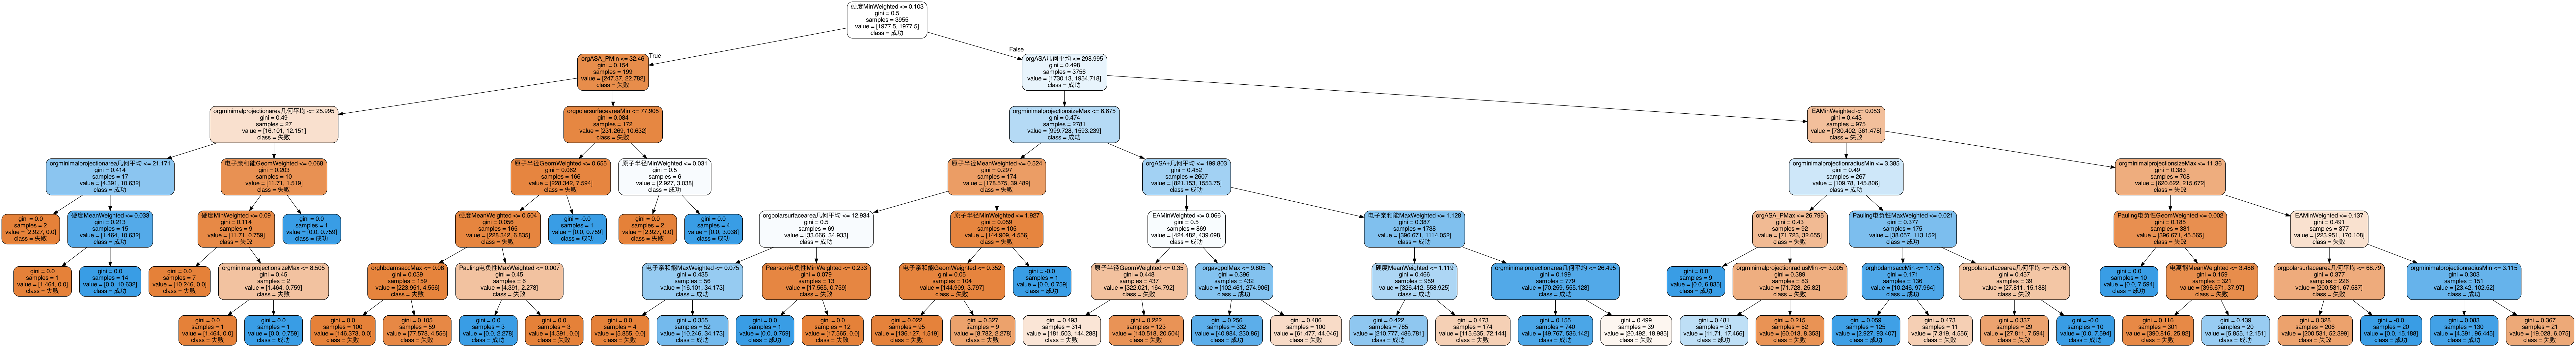 硬度MinWeighted <= 0.103
gini = 0.5
samples = 3955
value = [1977.5, 1977.5]
class = 成功
True
False
orgASA_PMin <= 32.46
gini = 0.154
samples = 199
value = [247.37, 22.782]
class = 失败
orgASA几何平均 <= 298.995
gini = 0.498
samples = 3756
value = [1730.13, 1954.718]
class = 成功
orgminimalprojectionarea几何平均 <= 25.995
gini = 0.49
samples = 27
value = [16.101, 12.151]
class = 失败
orgpolarsurfaceareaMin <= 77.905
gini = 0.084
samples = 172
value = [231.269, 10.632]
class = 失败
orgminimalprojectionsizeMax <= 6.675
gini = 0.474
samples = 2781
value = [999.728, 1593.239]
class = 成功
EAMinWeighted <= 0.053
gini = 0.443
samples = 975
value = [730.402, 361.478]
class = 失败
orgminimalprojectionarea几何平均 <= 21.171
gini = 0.414
samples = 17
value = [4.391, 10.632]
class = 成功
电子亲和能GeomWeighted <= 0.068
gini = 0.203
samples = 10
value = [11.71, 1.519]
class = 失败
原子半径GeomWeighted <= 0.655
gini = 0.062
samples = 166
value = [228.342, 7.594]
class = 失败
原子半径MinWeighted <= 0.031
gini = 0.5
samples = 6
value = [2.927, 3.038]
class = 成功
原子半径MeanWeighted <= 0.524
gini = 0.297
samples = 174
value = [178.575, 39.489]
class = 失败
orgASA+几何平均 <= 199.803
gini = 0.452
samples = 2607
value = [821.153, 1553.75]
class = 成功
orgminimalprojectionradiusMin <= 3.385
gini = 0.49
samples = 267
value = [109.78, 145.806]
class = 成功
orgminimalprojectionsizeMax <= 11.36
gini = 0.383
samples = 708
value = [620.622, 215.672]
class = 失败
gini = 0.0
samples = 2
value = [2.927, 0.0]
class = 失败
硬度MeanWeighted <= 0.033
gini = 0.213
samples = 15
value = [1.464, 10.632]
class = 成功
硬度MinWeighted <= 0.09
gini = 0.114
samples = 9
value = [11.71, 0.759]
class = 失败
gini = 0.0
samples = 1
value = [0.0, 0.759]
class = 成功
硬度MeanWeighted <= 0.504
gini = 0.056
samples = 165
value = [228.342, 6.835]
class = 失败
gini = -0.0
samples = 1
value = [0.0, 0.759]
class = 成功
gini = 0.0
samples = 2
value = [2.927, 0.0]
class = 失败
gini = 0.0
samples = 4
value = [0.0, 3.038]
class = 成功
orgpolarsurfacearea几何平均 <= 12.934
gini = 0.5
samples = 69
value = [33.666, 34.933]
class = 成功
原子半径MinWeighted <= 1.927
gini = 0.059
samples = 105
value = [144.909, 4.556]
class = 失败
EAMinWeighted <= 0.066
gini = 0.5
samples = 869
value = [424.482, 439.698]
class = 成功
电子亲和能MaxWeighted <= 1.128
gini = 0.387
samples = 1738
value = [396.671, 1114.052]
class = 成功
orgASA_PMax <= 26.795
gini = 0.43
samples = 92
value = [71.723, 32.655]
class = 失败
Pauling电负性MaxWeighted <= 0.021
gini = 0.377
samples = 175
value = [38.057, 113.152]
class = 成功
Pauling电负性GeomWeighted <= 0.002
gini = 0.185
samples = 331
value = [396.671, 45.565]
class = 失败
EAMinWeighted <= 0.137
gini = 0.491
samples = 377
value = [223.951, 170.108]
class = 失败
gini = 0.0
samples = 1
value = [1.464, 0.0]
class = 失败
gini = 0.0
samples = 14
value = [0.0, 10.632]
class = 成功
gini = 0.0
samples = 7
value = [10.246, 0.0]
class = 失败
orgminimalprojectionsizeMax <= 8.505
gini = 0.45
samples = 2
value = [1.464, 0.759]
class = 失败
orghbdamsaccMax <= 0.08
gini = 0.039
samples = 159
value = [223.951, 4.556]
class = 失败
Pauling电负性MaxWeighted <= 0.007
gini = 0.45
samples = 6
value = [4.391, 2.278]
class = 失败
电子亲和能MaxWeighted <= 0.075
gini = 0.435
samples = 56
value = [16.101, 34.173]
class = 成功
Pearson电负性MinWeighted <= 0.233
gini = 0.079
samples = 13
value = [17.565, 0.759]
class = 失败
电子亲和能GeomWeighted <= 0.352
gini = 0.05
samples = 104
value = [144.909, 3.797]
class = 失败
gini = -0.0
samples = 1
value = [0.0, 0.759]
class = 成功
原子半径GeomWeighted <= 0.35
gini = 0.448
samples = 437
value = [322.021, 164.792]
class = 失败
orgavgpolMax <= 9.805
gini = 0.396
samples = 432
value = [102.461, 274.906]
class = 成功
硬度MeanWeighted <= 1.119
gini = 0.466
samples = 959
value = [326.412, 558.925]
class = 成功
orgminimalprojectionarea几何平均 <= 26.495
gini = 0.199
samples = 779
value = [70.259, 555.128]
class = 成功
gini = 0.0
samples = 9
value = [0.0, 6.835]
class = 成功
orgminimalprojectionradiusMin <= 3.005
gini = 0.389
samples = 83
value = [71.723, 25.82]
class = 失败
orghbdamsaccMin <= 1.175
gini = 0.171
samples = 136
value = [10.246, 97.964]
class = 成功
orgpolarsurfacearea几何平均 <= 75.76
gini = 0.457
samples = 39
value = [27.811, 15.188]
class = 失败
gini = 0.0
samples = 10
value = [0.0, 7.594]
class = 成功
电离能MeanWeighted <= 3.486
gini = 0.159
samples = 321
value = [396.671, 37.97]
class = 失败
orgpolarsurfacearea几何平均 <= 68.79
gini = 0.377
samples = 226
value = [200.531, 67.587]
class = 失败
orgminimalprojectionradiusMin <= 3.115
gini = 0.303
samples = 151
value = [23.42, 102.52]
class = 成功
gini = 0.0
samples = 1
value = [1.464, 0.0]
class = 失败
gini = 0.0
samples = 1
value = [0.0, 0.759]
class = 成功
gini = 0.0
samples = 100
value = [146.373, 0.0]
class = 失败
gini = 0.105
samples = 59
value = [77.578, 4.556]
class = 失败
gini = 0.0
samples = 3
value = [0.0, 2.278]
class = 成功
gini = 0.0
samples = 3
value = [4.391, 0.0]
class = 失败
gini = 0.0
samples = 4
value = [5.855, 0.0]
class = 失败
gini = 0.355
samples = 52
value = [10.246, 34.173]
class = 成功
gini = 0.0
samples = 1
value = [0.0, 0.759]
class = 成功
gini = 0.0
samples = 12
value = [17.565, 0.0]
class = 失败
gini = 0.022
samples = 95
value = [136.127, 1.519]
class = 失败
gini = 0.327
samples = 9
value = [8.782, 2.278]
class = 失败
gini = 0.493
samples = 314
value = [181.503, 144.288]
class = 失败
gini = 0.222
samples = 123
value = [140.518, 20.504]
class = 失败
gini = 0.256
samples = 332
value = [40.984, 230.86]
class = 成功
gini = 0.486
samples = 100
value = [61.477, 44.046]
class = 失败
gini = 0.422
samples = 785
value = [210.777, 486.781]
class = 成功
gini = 0.473
samples = 174
value = [115.635, 72.144]
class = 失败
gini = 0.155
samples = 740
value = [49.767, 536.142]
class = 成功
gini = 0.499
samples = 39
value = [20.492, 18.985]
class = 失败
gini = 0.481
samples = 31
value = [11.71, 17.466]
class = 成功
gini = 0.215
samples = 52
value = [60.013, 8.353]
class = 失败
gini = 0.059
samples = 125
value = [2.927, 93.407]
class = 成功
gini = 0.473
samples = 11
value = [7.319, 4.556]
class = 失败
gini = 0.337
samples = 29
value = [27.811, 7.594]
class = 失败
gini = -0.0
samples = 10
value = [0.0, 7.594]
class = 成功
gini = 0.116
samples = 301
value = [390.816, 25.82]
class = 失败
gini = 0.439
samples = 20
value = [5.855, 12.151]
class = 成功
gini = 0.328
samples = 206
value = [200.531, 52.399]
class = 失败
gini = -0.0
samples = 20
value = [0.0, 15.188]
class = 成功
gini = 0.083
samples = 130
value = [4.391, 96.445]
class = 成功
gini = 0.367
samples = 21
value = [19.028, 6.075]
class = 失败